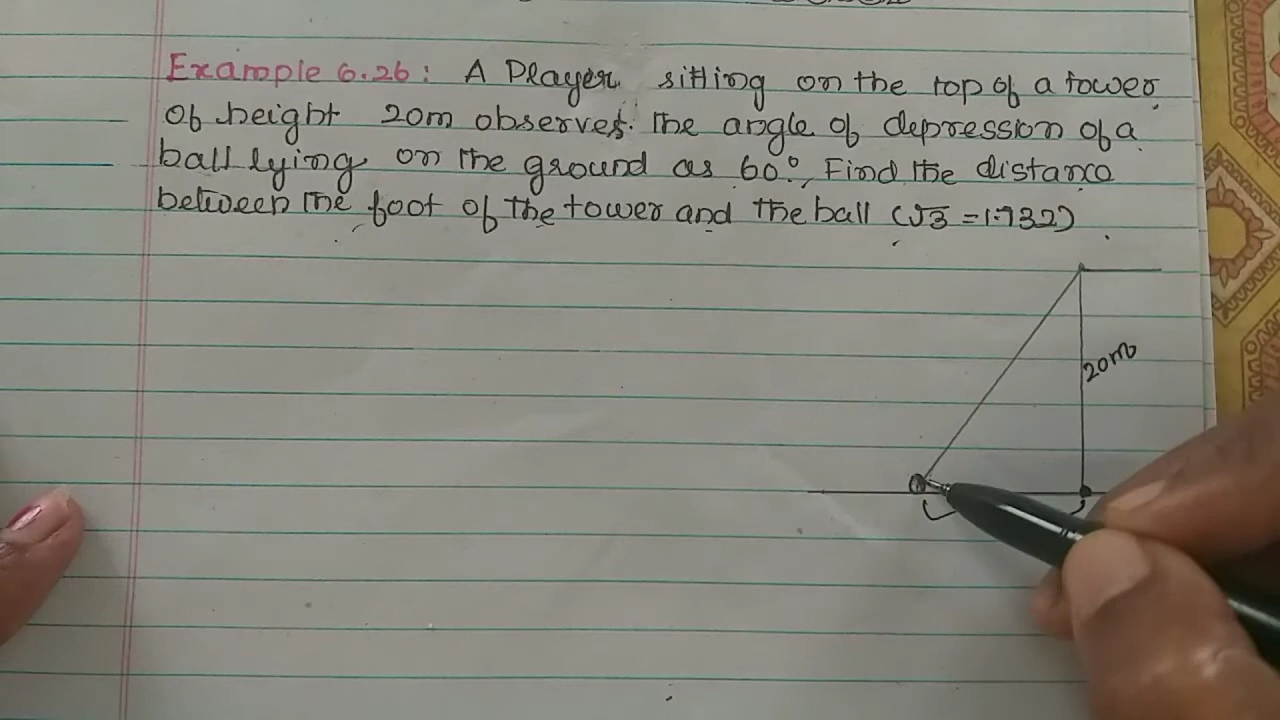 Example 6.26: A Player sitting on the top of a tower
of height 20m observes the angle of depression of a
ball lying on the ground as 60°, Find the distance
between the foot of the tower and the ball (√3 = 1.732)
20m